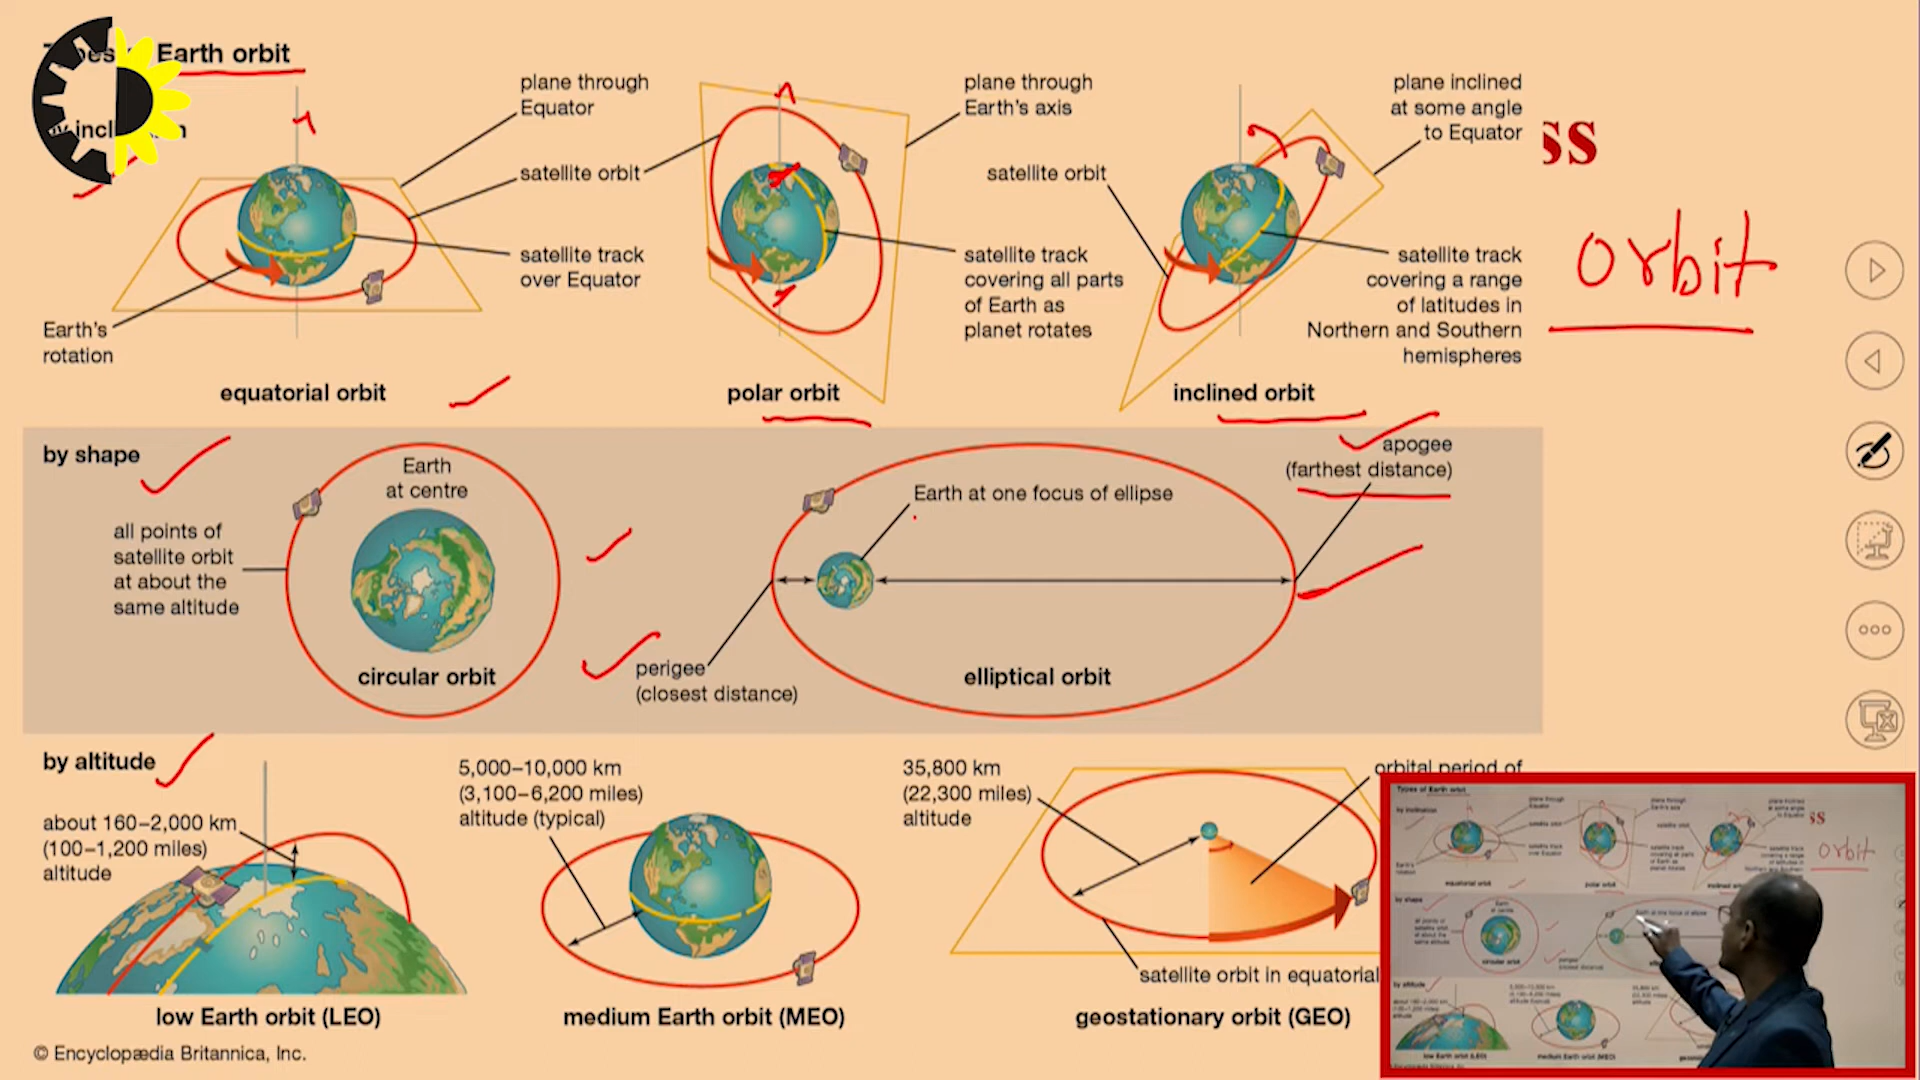 Earth orbit
plane through
Equator
satellite orbit
satellite track
over Equator
Earth's
rotation
equatorial orbit
plane through
Earth's axis
satellite track
covering all parts
of Earth as
planet rotates
polar orbit
plane inclined
at some angle
to Equator
satellite orbit
satellite track
covering a range
of latitudes in
Northern and Southern
hemispheres
inclined orbit
ss
orbit
by shape
all points of
satellite orbit
at about the
same altitude
Earth
at centre
circular orbit
Earth at one focus of ellipse
apogee
(farthest distance)
perigee
(closest distance)
elliptical orbit
by altitude
about 160–2,000 km
(100–1,200 miles)
altitude
low Earth orbit (LEO)
5,000–10,000 km
(3,100–6,200 miles)
altitude (typical)
medium Earth orbit (MEO)
35,800 km
(22,300 miles)
altitude
orbital period of
satellite orbit in equatorial
geostationary orbit (GEO)
© Encyclopædia Britannica, Inc.
Types of Earth orbit
orbit